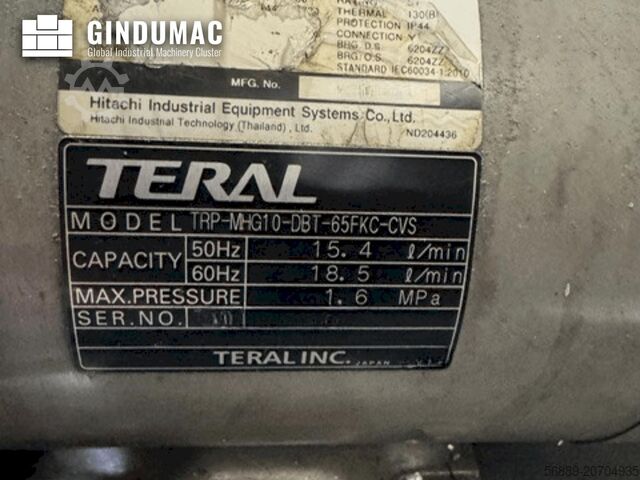 GINDUMAC
Global Industrial Machinery Cluster
THERMAL 130(B)
PROTECTION IP44
CONNECTION Y
BRG. D.S 6204ZZ
BRG/O.S 6204ZZ
STANDARD IEC60034-1:2010
MFG. No.
Hitachi Industrial Equipment Systems Co., Ltd.
Hitachi Industrial Technology (Thailand) , Ltd.
ND204436
TERAL
MODEL TRP-MHG10-DBT-65FKC-CVS
CAPACITY
50Hz 15.4 ℓ/min
60Hz 18.5 ℓ/min
MAX.PRESSURE 1.6 MPa
SER.NO.
TERAL INC. JAPAN
56889-20704935